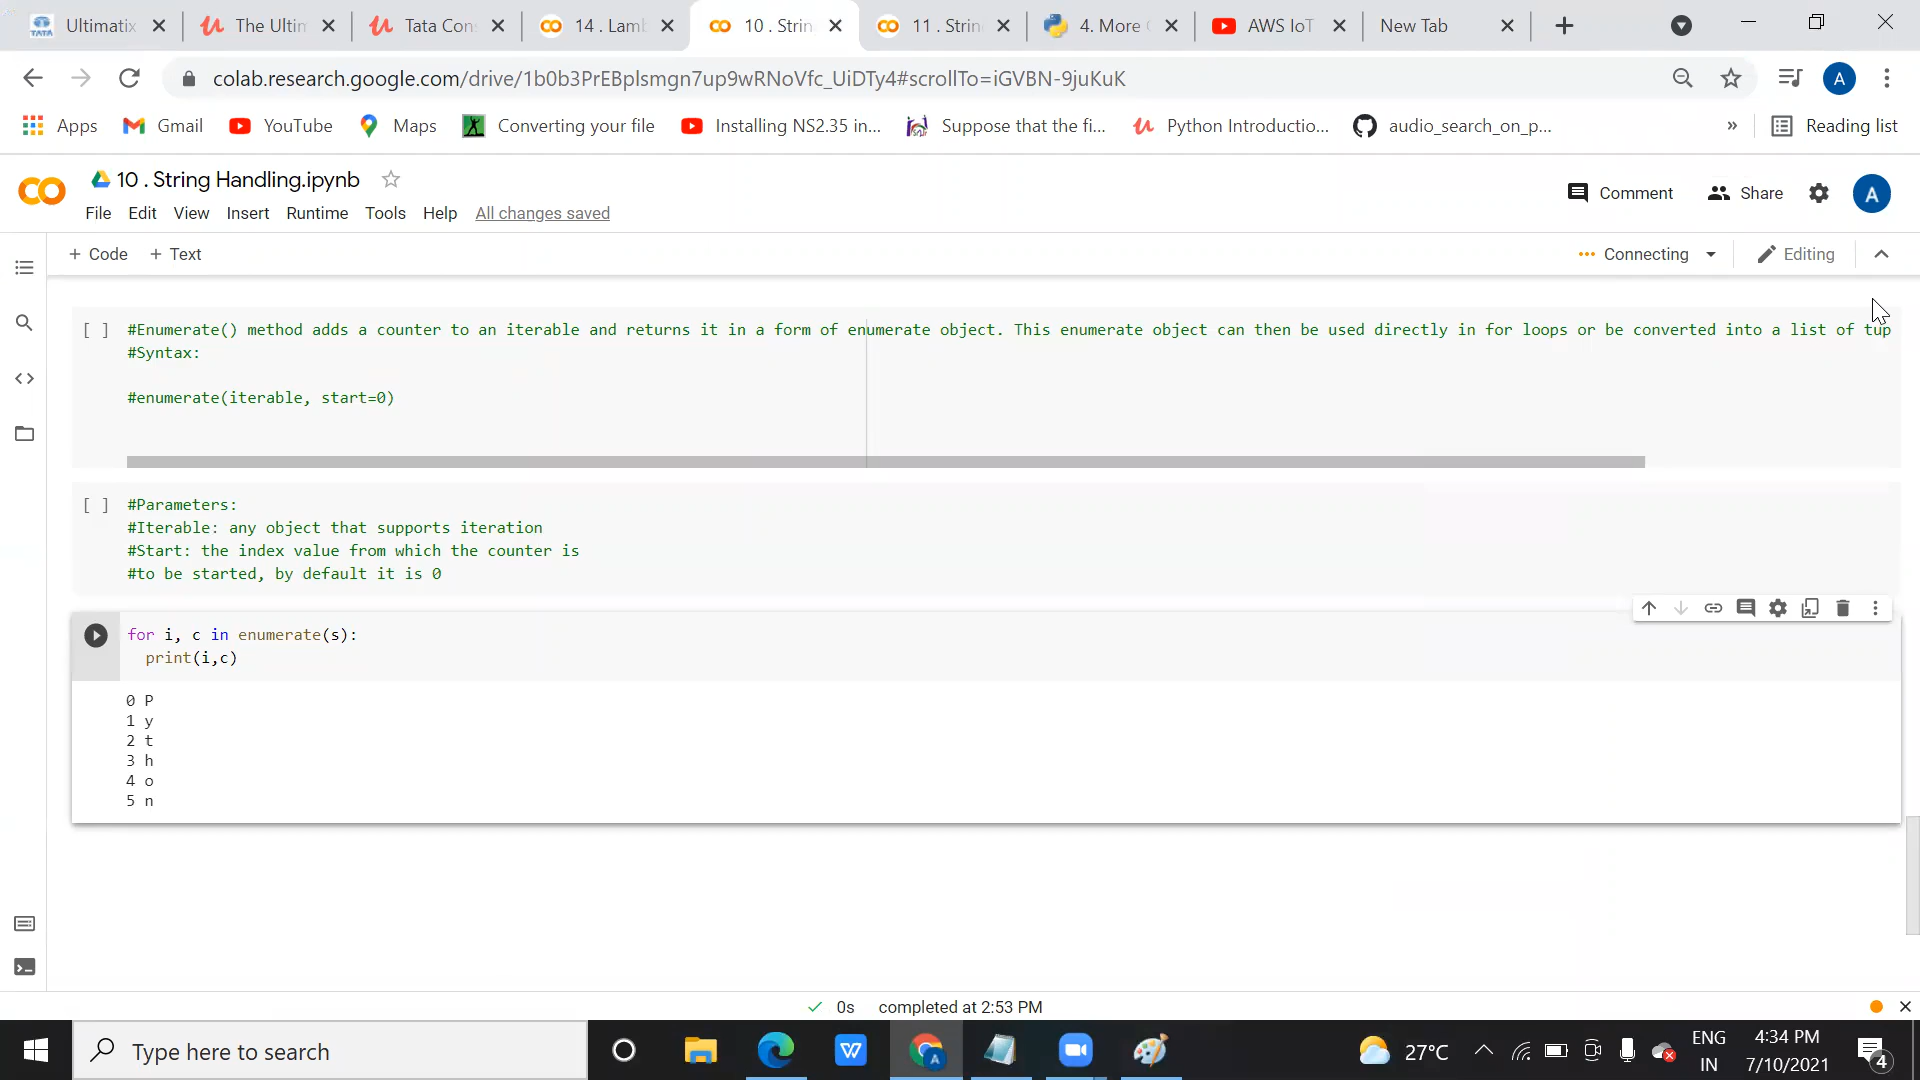 Ultimatix
The Ultim
Tata Con
14 . Lamb
10 . Strin
11 . Strin
4. More
AWS IoT
New Tab
colab.research.google.com/drive/1b0b3PrEBplsmgn7up9wRNoVfc_UiDTy4#scrollTo=iGVBN-9juKuK
A
Apps
Gmail
YouTube
Maps
Converting your file
Installing NS2.35 in...
Suppose that the fi...
Python Introductio...
audio_search_on_p...
»
Reading list
10 . String Handling.ipynb
Comment
Share
A
File Edit View Insert Runtime Tools Help All changes saved
+ Code + Text
Connecting
Editing
[ ] #Enumerate() method adds a counter to an iterable and returns it in a form of enumerate object. This enumerate object can then be used directly in for loops or be converted into a list of tup
#Syntax:
#enumerate(iterable, start=0)
[ ] #Parameters:
#Iterable: any object that supports iteration
#Start: the index value from which the counter is
#to be started, by default it is 0
for i, c in enumerate(s):
print(i,c)
0 P
1 y
2 t
3 h
4 o
5 n
0s completed at 2:53 PM
Type here to search
27°C
ENG
IN
4:34 PM
7/10/2021
4